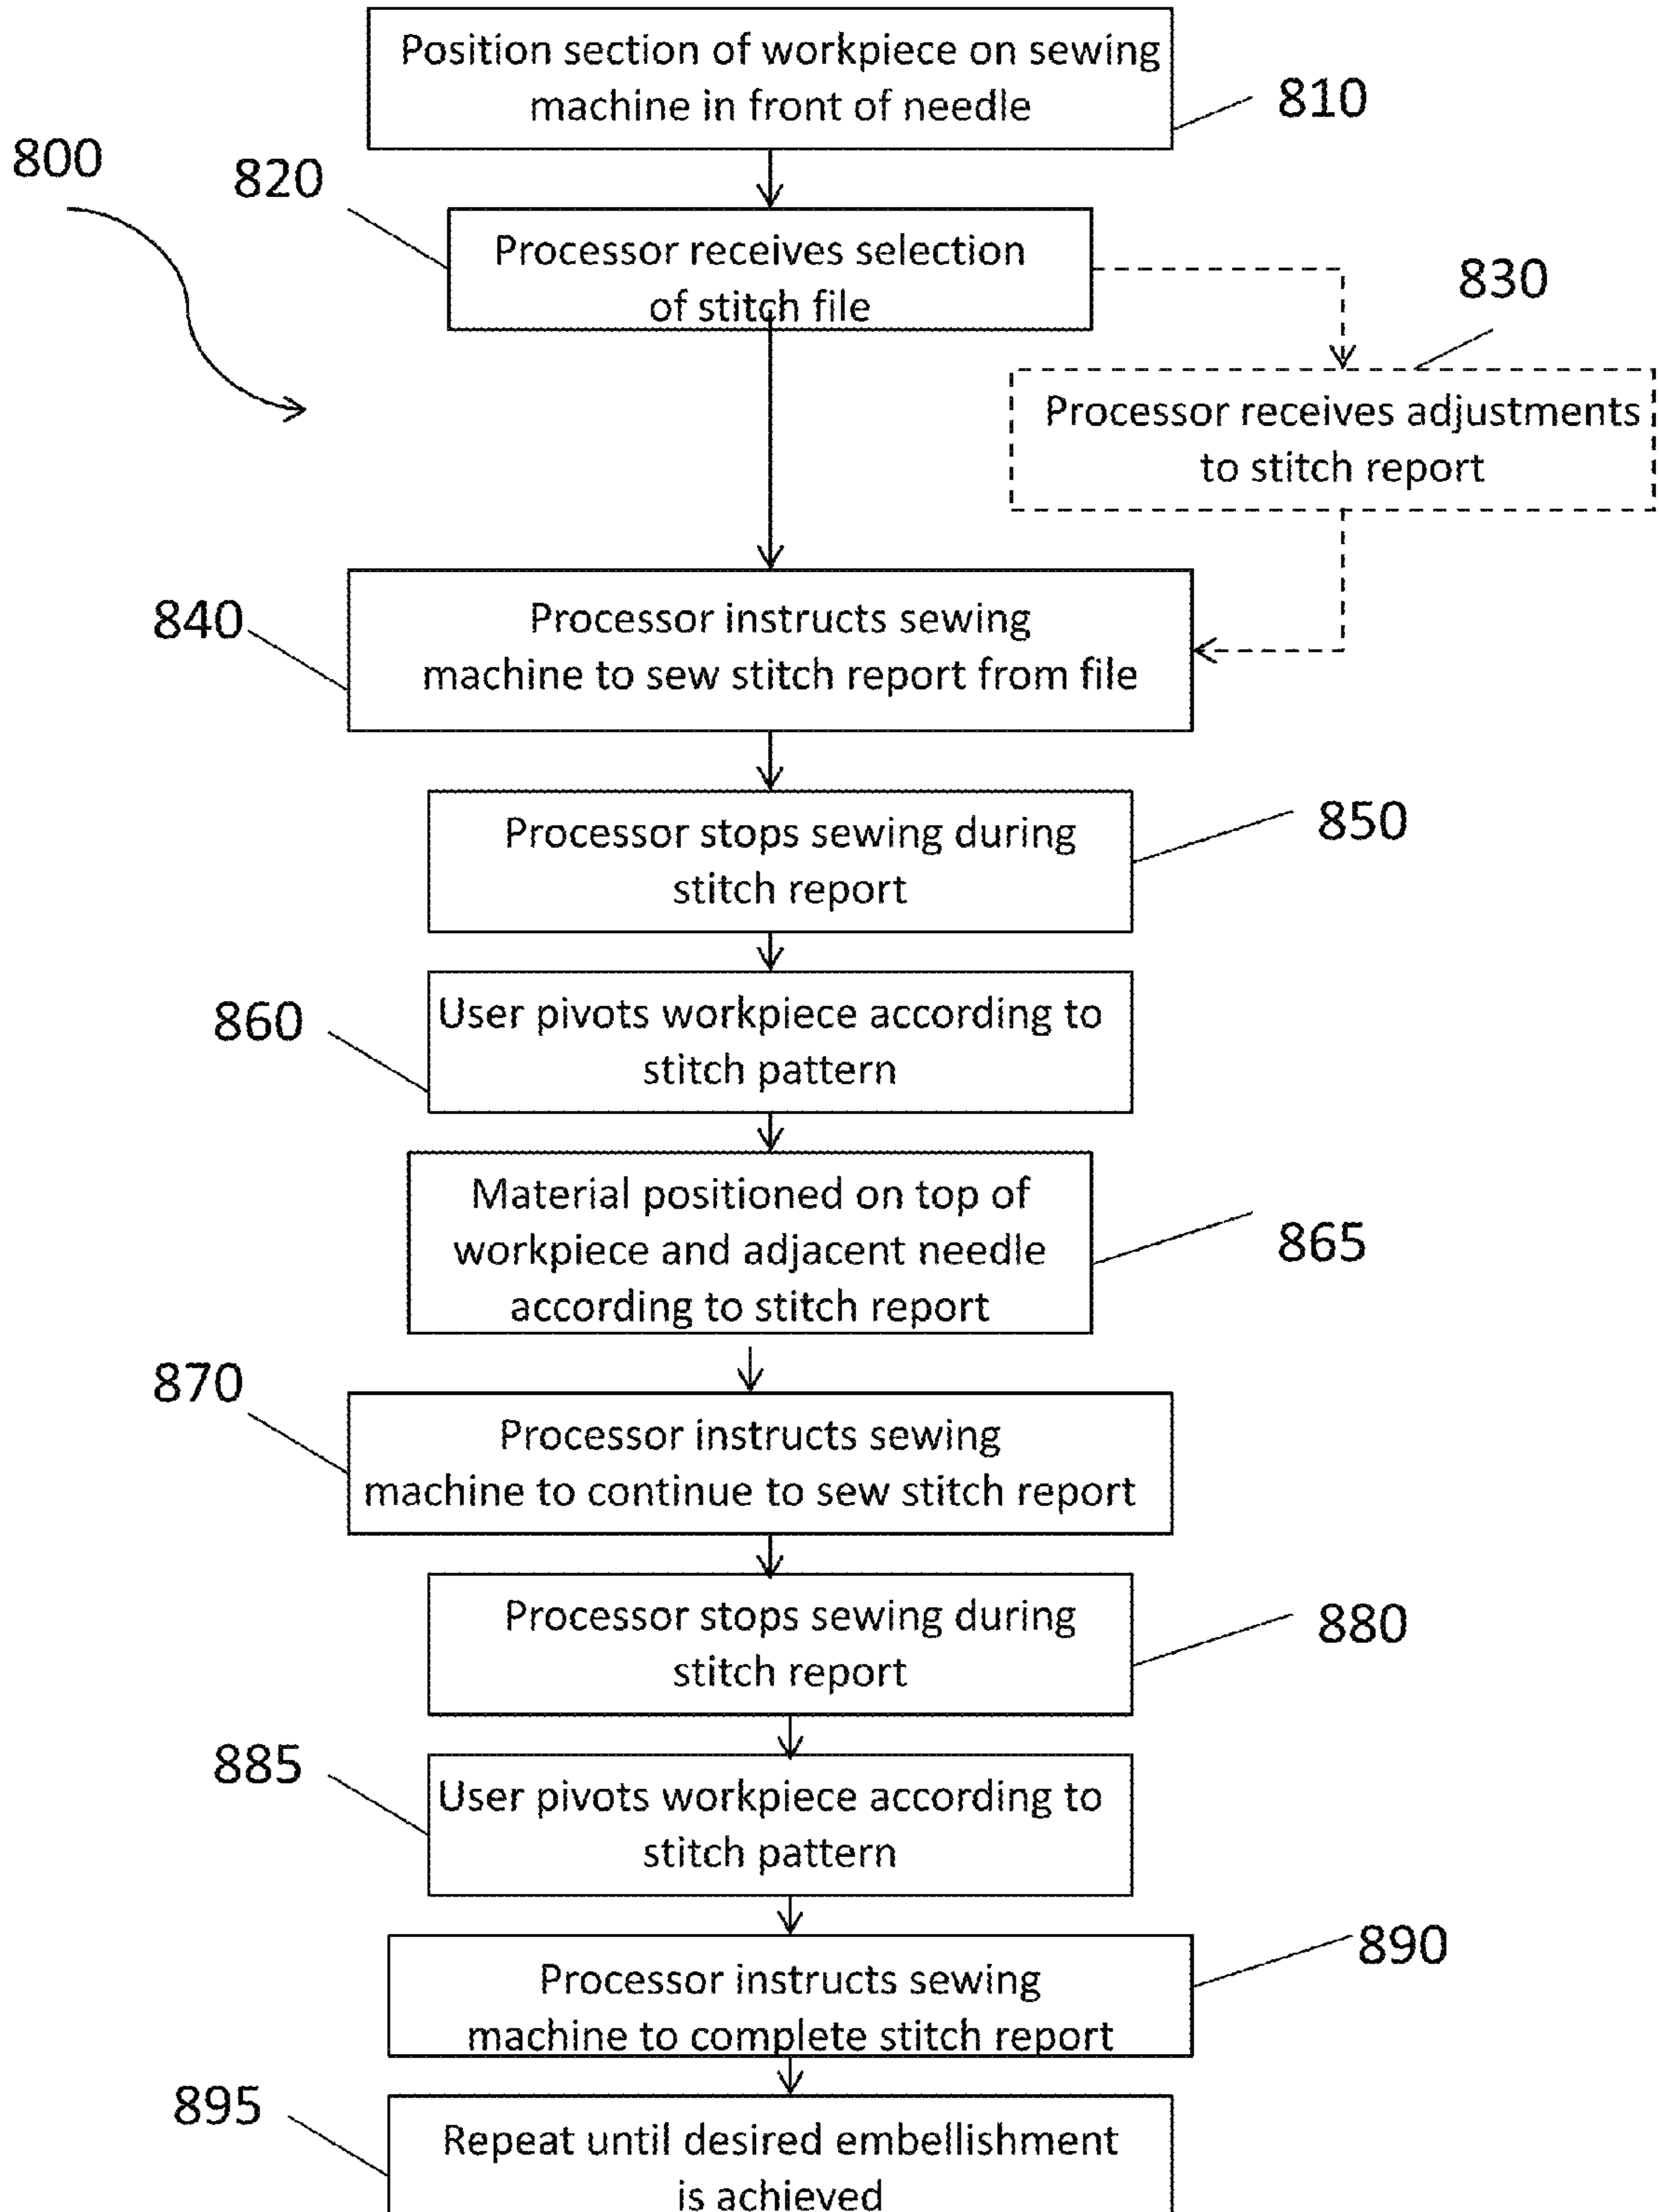 Position section of workpiece on sewing
machine in front of needle
810
800
820
Processor receives selection
of stitch file
830
Processor receives adjustments
to stitch report
840
Processor instructs sewing
machine to sew stitch report from file
850
Processor stops sewing during
stitch report
860
User pivots workpiece according to
stitch pattern
Material positioned on top of
workpiece and adjacent needle
according to stitch report
865
870
Processor instructs sewing
machine to continue to sew stitch report
Processor stops sewing during
stitch report
880
885
User pivots workpiece according to
stitch pattern
890
Processor instructs sewing
machine to complete stitch report
895
Repeat until desired embellishment
is achieved